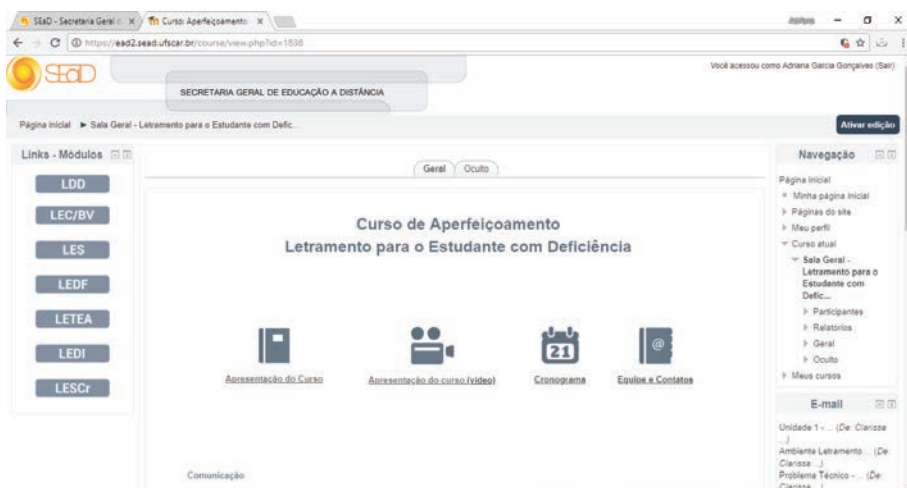 SEaD - Secretaria Geral
Curso: Aperfeiçoamento
https://ead2.sead.ufscar.br/course/view.php?id=1838
SEaD
Você acessou como Adriana Garcia Gonçalves (Sair)
SECRETARIA GERAL DE EDUCAÇÃO A DISTÂNCIA
Página inicial ► Sala Geral - Letramento para o Estudante com Defic...
Ativar edição
Links - Módulos
LDD
LEC/BV
LES
LEDF
LETEA
LEDI
LESCr
Geral
Oculto
Curso de Aperfeiçoamento
Letramento para o Estudante com Deficiência
21
@
Apresentação do Curso
Apresentação do curso (vídeo)
Cronograma
Equipe e Contatos
Comunicação
Navegação
Página inicial
Minha página inicial
Páginas do site
Meu perfil
Curso atual
Sala Geral -
Letramento para o
Estudante com
Defic...
Participantes
Relatórios
Geral
Oculto
Meus cursos
E-mail
Unidade 1 - ... (De: Clarissa
...)
Ambiente Letramento... (De:
Clarissa ...)
Problema Técnico - ... (De:
Clarissa ...)